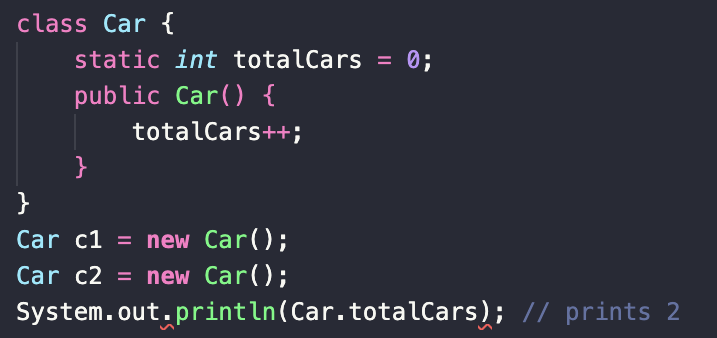 class Car {
    static int totalCars = 0;
    public Car() {
        totalCars++;
    }
}
Car c1 = new Car();
Car c2 = new Car();
System.out.println(Car.totalCars); // prints 2